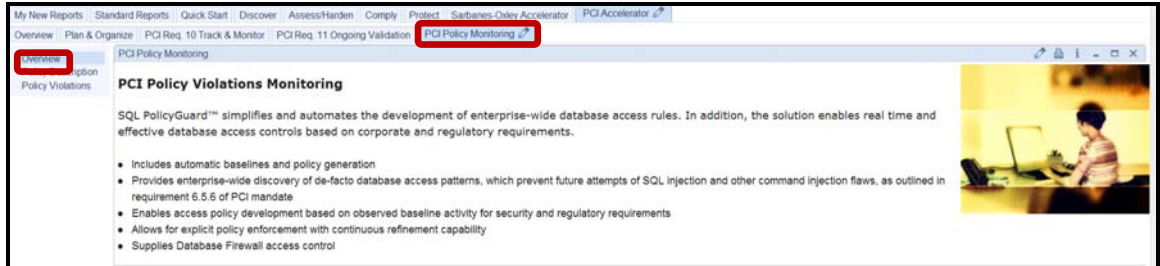 My New Reports Standard Reports Quick Start Discover Assess/Harden Comply Protect Sarbanes-Oxley Accelerator PCI Accelerator
Overview Plan & Organize PCI Req. 10 Track & Monitor PCI Req. 11 Ongoing Validation PCI Policy Monitoring
Overview
Policy Description
Policy Violations
PCI Policy Monitoring
PCI Policy Violations Monitoring
SQL PolicyGuard™ simplifies and automates the development of enterprise-wide database access rules. In addition, the solution enables real time and
effective database access controls based on corporate and regulatory requirements.
• Includes automatic baselines and policy generation
• Provides enterprise-wide discovery of de-facto database access patterns, which prevent future attempts of SQL injection and other command injection flaws, as outlined in
requirement 6.5.6 of PCI mandate
• Enables access policy development based on observed baseline activity for security and regulatory requirements
• Allows for explicit policy enforcement with continuous refinement capability
• Supplies Database Firewall access control